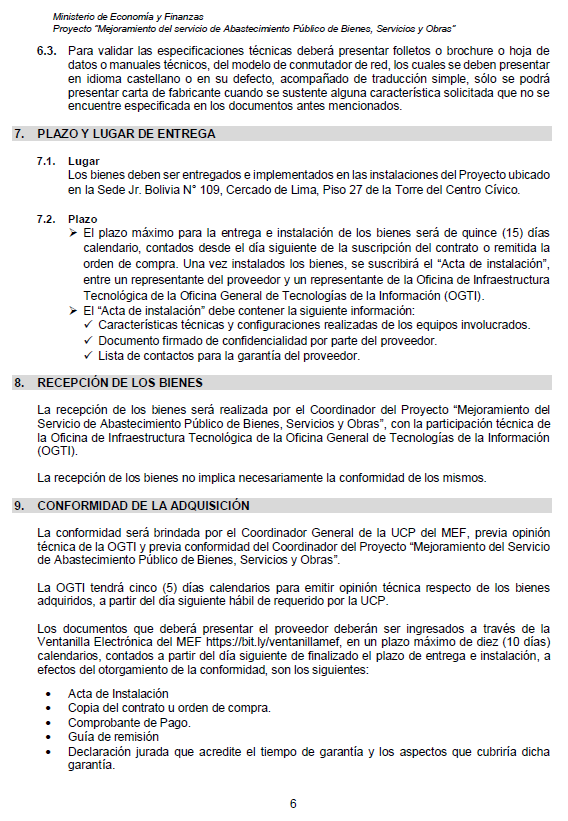 Ministerio de Economía y Finanzas
Proyecto "Mejoramiento del servicio de Abastecimiento Público de Bienes, Servicios y Obras"
6.3. Para validar las especificaciones técnicas deberá presentar folletos o brochure o hoja de
datos o manuales técnicos, del modelo de conmutador de red, los cuales se deben presentar
en idioma castellano o en su defecto, acompañado de traducción simple, sólo se podrá
presentar carta de fabricante cuando se sustente alguna característica solicitada que no se
encuentre especificada en los documentos antes mencionados.
7. PLAZO Y LUGAR DE ENTREGA
7.1. Lugar
Los bienes deben ser entregados e implementados en las instalaciones del Proyecto ubicado
en la Sede Jr. Bolivia N° 109, Cercado de Lima, Piso 27 de la Torre del Centro Cívico.
7.2. Plazo
➢ El plazo máximo para la entrega e instalación de los bienes será de quince (15) días
calendario, contados desde el día siguiente de la suscripción del contrato o remitida la
orden de compra. Una vez instalados los bienes, se suscribirá el "Acta de instalación",
entre un representante del proveedor y un representante de la Oficina de Infraestructura
Tecnológica de la Oficina General de Tecnologías de la Información (OGTI).
➢ El "Acta de instalación" debe contener la siguiente información:
✓ Características técnicas y configuraciones realizadas de los equipos involucrados.
✓ Documento firmado de confidencialidad por parte del proveedor.
✓ Lista de contactos para la garantía del proveedor.
8. RECEPCIÓN DE LOS BIENES
La recepción de los bienes será realizada por el Coordinador del Proyecto "Mejoramiento del
Servicio de Abastecimiento Público de Bienes, Servicios y Obras", con la participación técnica de
la Oficina de Infraestructura Tecnológica de la Oficina General de Tecnologías de la Información
(OGTI).
La recepción de los bienes no implica necesariamente la conformidad de los mismos.
9. CONFORMIDAD DE LA ADQUISICIÓN
La conformidad será brindada por el Coordinador General de la UCP del MEF, previa opinión
técnica de la OGTI y previa conformidad del Coordinador del Proyecto "Mejoramiento del Servicio
de Abastecimiento Público de Bienes, Servicios y Obras".
La OGTI tendrá cinco (5) días calendarios para emitir opinión técnica respecto de los bienes
adquiridos, a partir del día siguiente hábil de requerido por la UCP.
Los documentos que deberá presentar el proveedor deberán ser ingresados a través de la
Ventanilla Electrónica del MEF https://bit.ly/ventanillamef, en un plazo máximo de diez (10 días)
calendarios, contados a partir del día siguiente de finalizado el plazo de entrega e instalación, a
efectos del otorgamiento de la conformidad, son los siguientes:
• Acta de Instalación
• Copia del contrato u orden de compra.
• Comprobante de Pago.
• Guía de remisión
• Declaración jurada que acredite el tiempo de garantía y los aspectos que cubriría dicha
garantía.
6